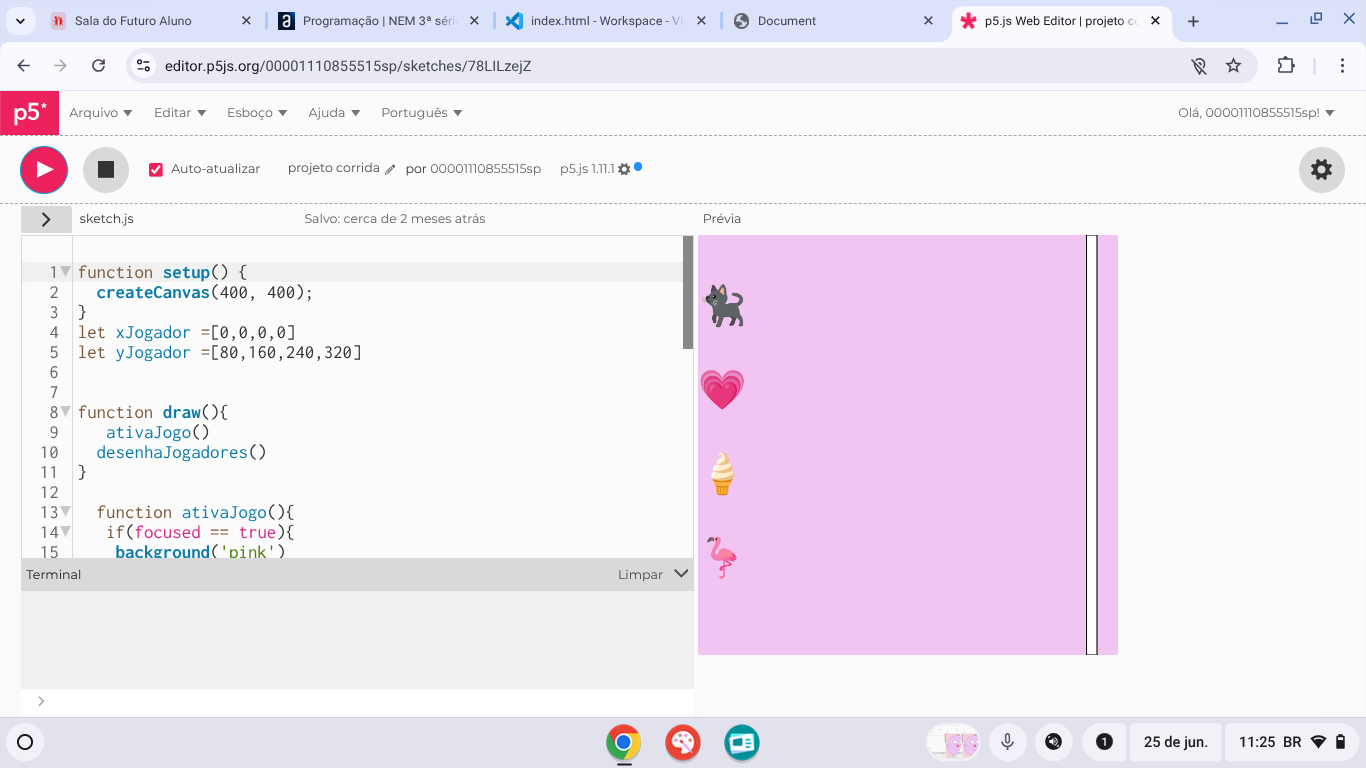 Sala do Futuro Aluno
Programação | NEM 3ª séri
index.html - Workspace - Vi
Document
p5.js Web Editor | projeto co
editor.p5js.org/00001110855515sp/sketches/78LILzejZ
p5* Arquivo Editar Esboço Ajuda Português Olá, 00001110855515sp!
Auto-atualizar projeto corrida por 00001110855515sp p5.js 1.11.1
sketch.js Salvo: cerca de 2 meses atrás Prévia
1 function setup() {
2 createCanvas(400, 400);
3 }
4 let xJogador =[0,0,0,0]
5 let yJogador =[80,160,240,320]
6
7
8 function draw(){
9 ativaJogo()
10 desenhaJogadores()
11 }
12
13 function ativaJogo(){
14 if(focused == true){
15 background('pink')
Terminal Limpar
>
1 25 de jun. 11:25 BR